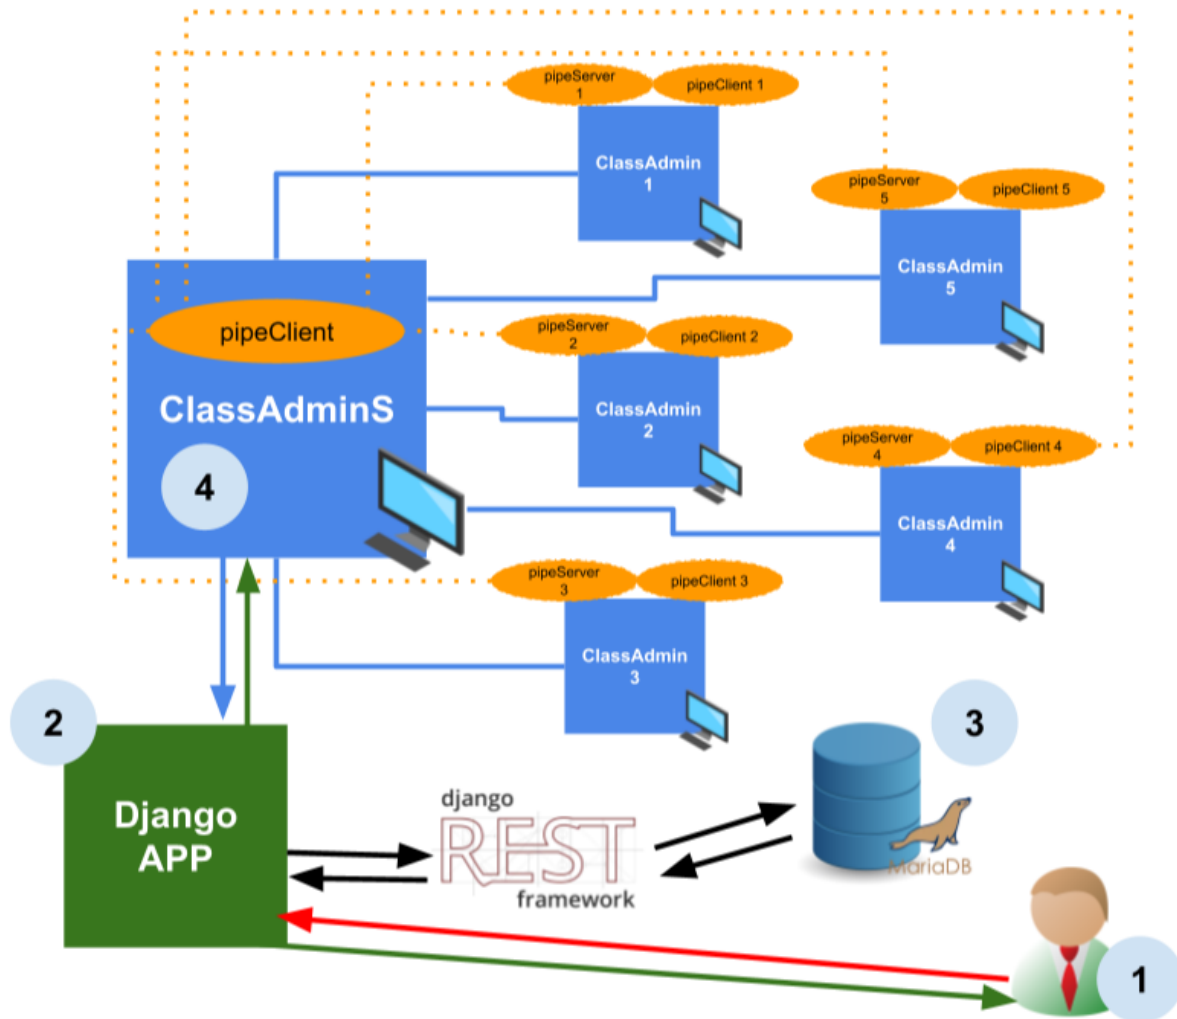 pipeServer
1
pipeClient 1
ClassAdmin
1
pipeServer
5
pipeClient 5
ClassAdmin
5
pipeClient
ClassAdminS
4
pipeServer
2
pipeClient 2
ClassAdmin
2
pipeServer
4
pipeClient 4
ClassAdmin
4
pipeServer
3
pipeClient 3
ClassAdmin
3
2
Django
APP
django
REST
framework
3
MariaDB
1